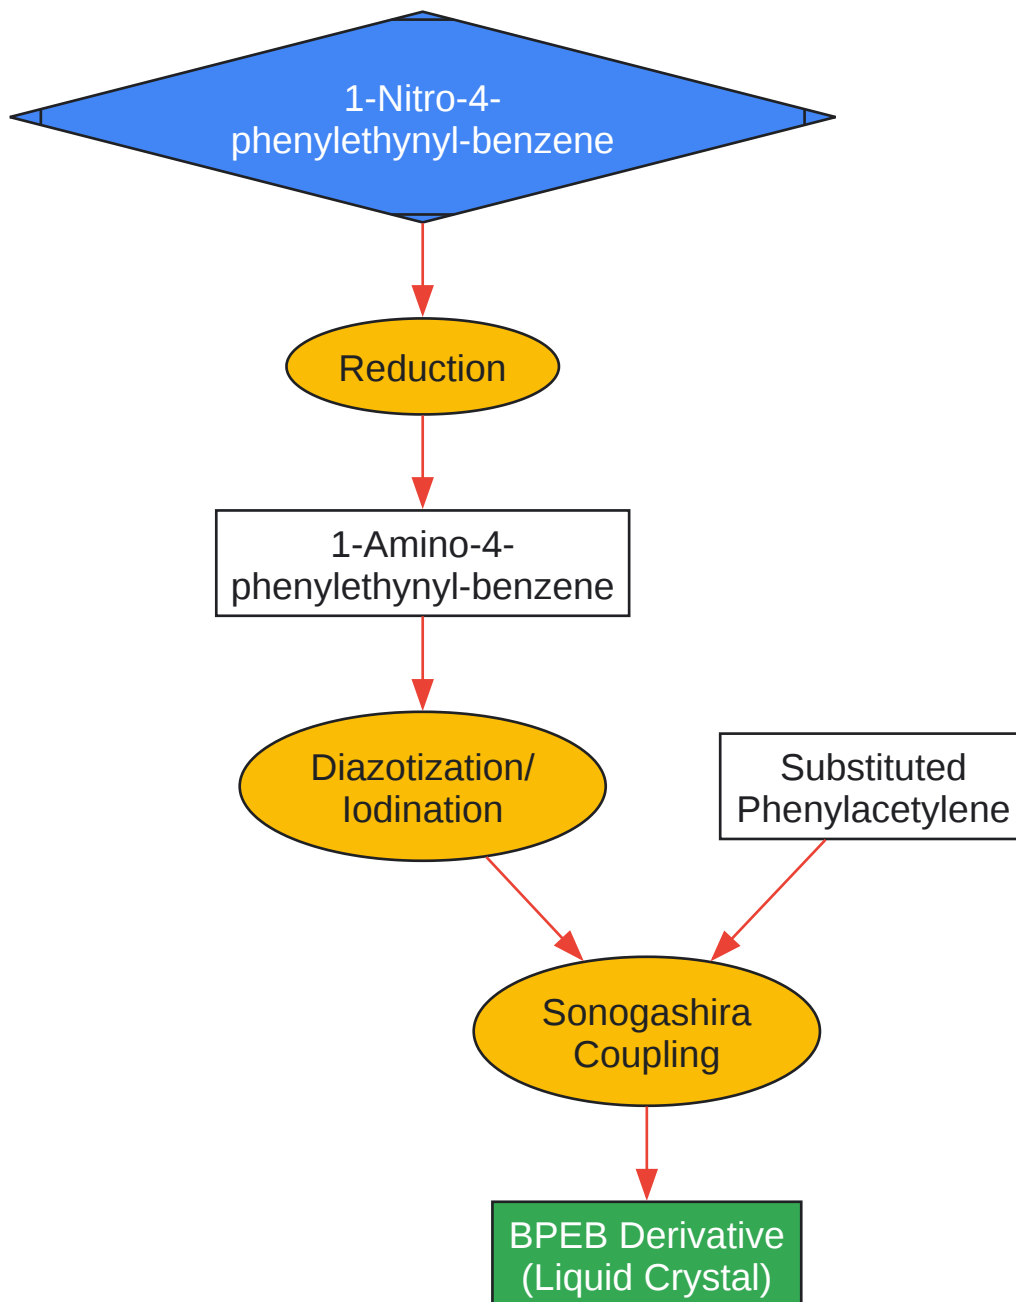 1-Nitro-4-
phenylethynyl-benzene
Reduction
1-Amino-4-
phenylethynyl-benzene
Diazotization/
Iodination
Substituted
Phenylacetylene
Sonogashira
Coupling
BPEB Derivative
(Liquid Crystal)